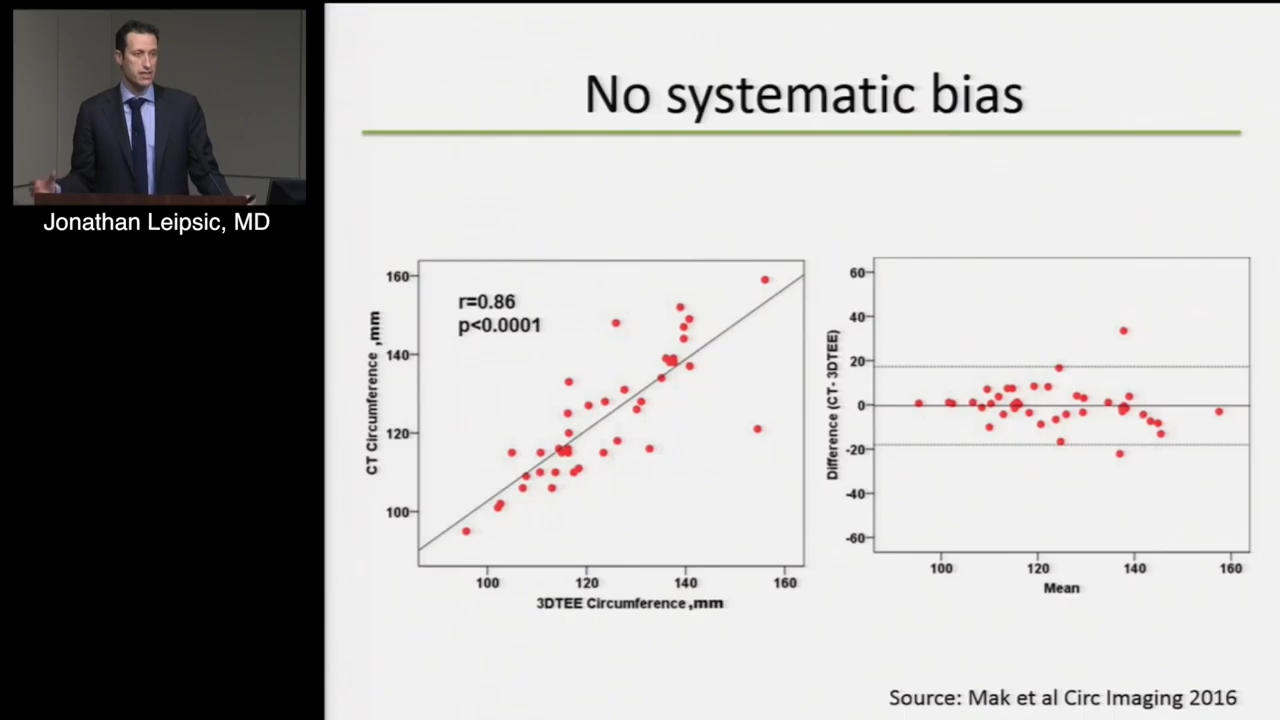 Jonathan Leipsic, MD
No systematic bias
r=0.86
p<0.0001
CT Circumference ,mm
160
140
120
100
100 120 140 160
3DTEE Circumference ,mm
Difference (CT- 3DTEE)
60
40
20
0
-20
-40
-60
100 120 140 160
Mean
Source: Mak et al Circ Imaging 2016